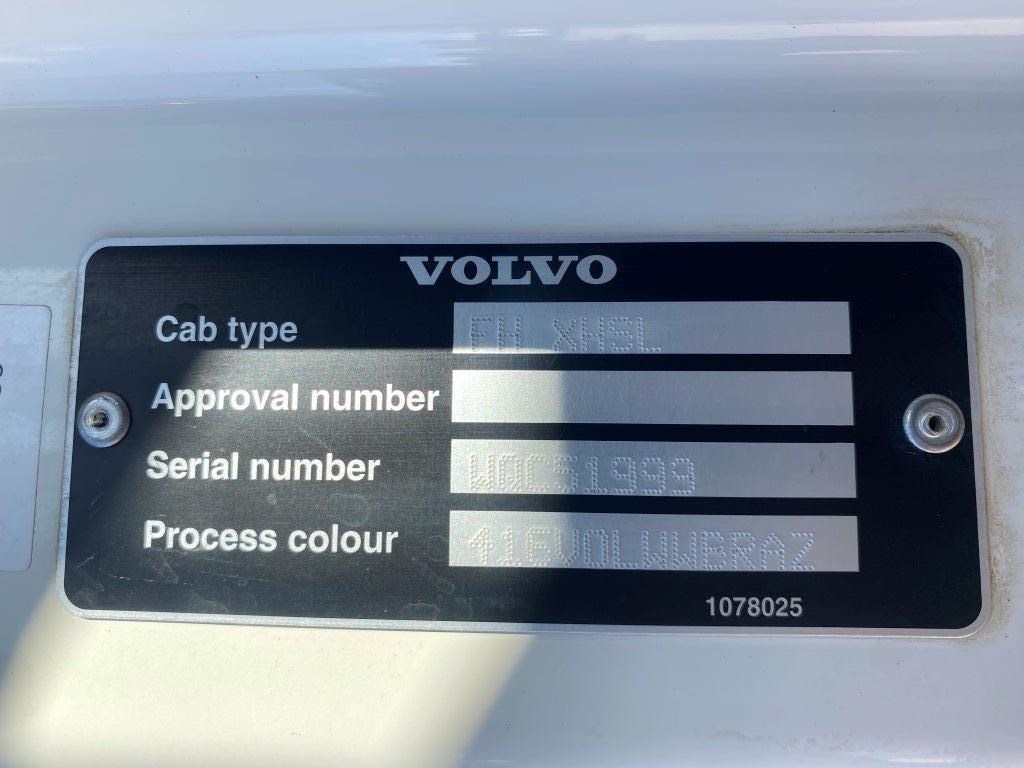 VOLVO
Cab type FH XHSL
Approval number
Serial number WQC51999
Process colour 416VOLWWBRAZ
1078025